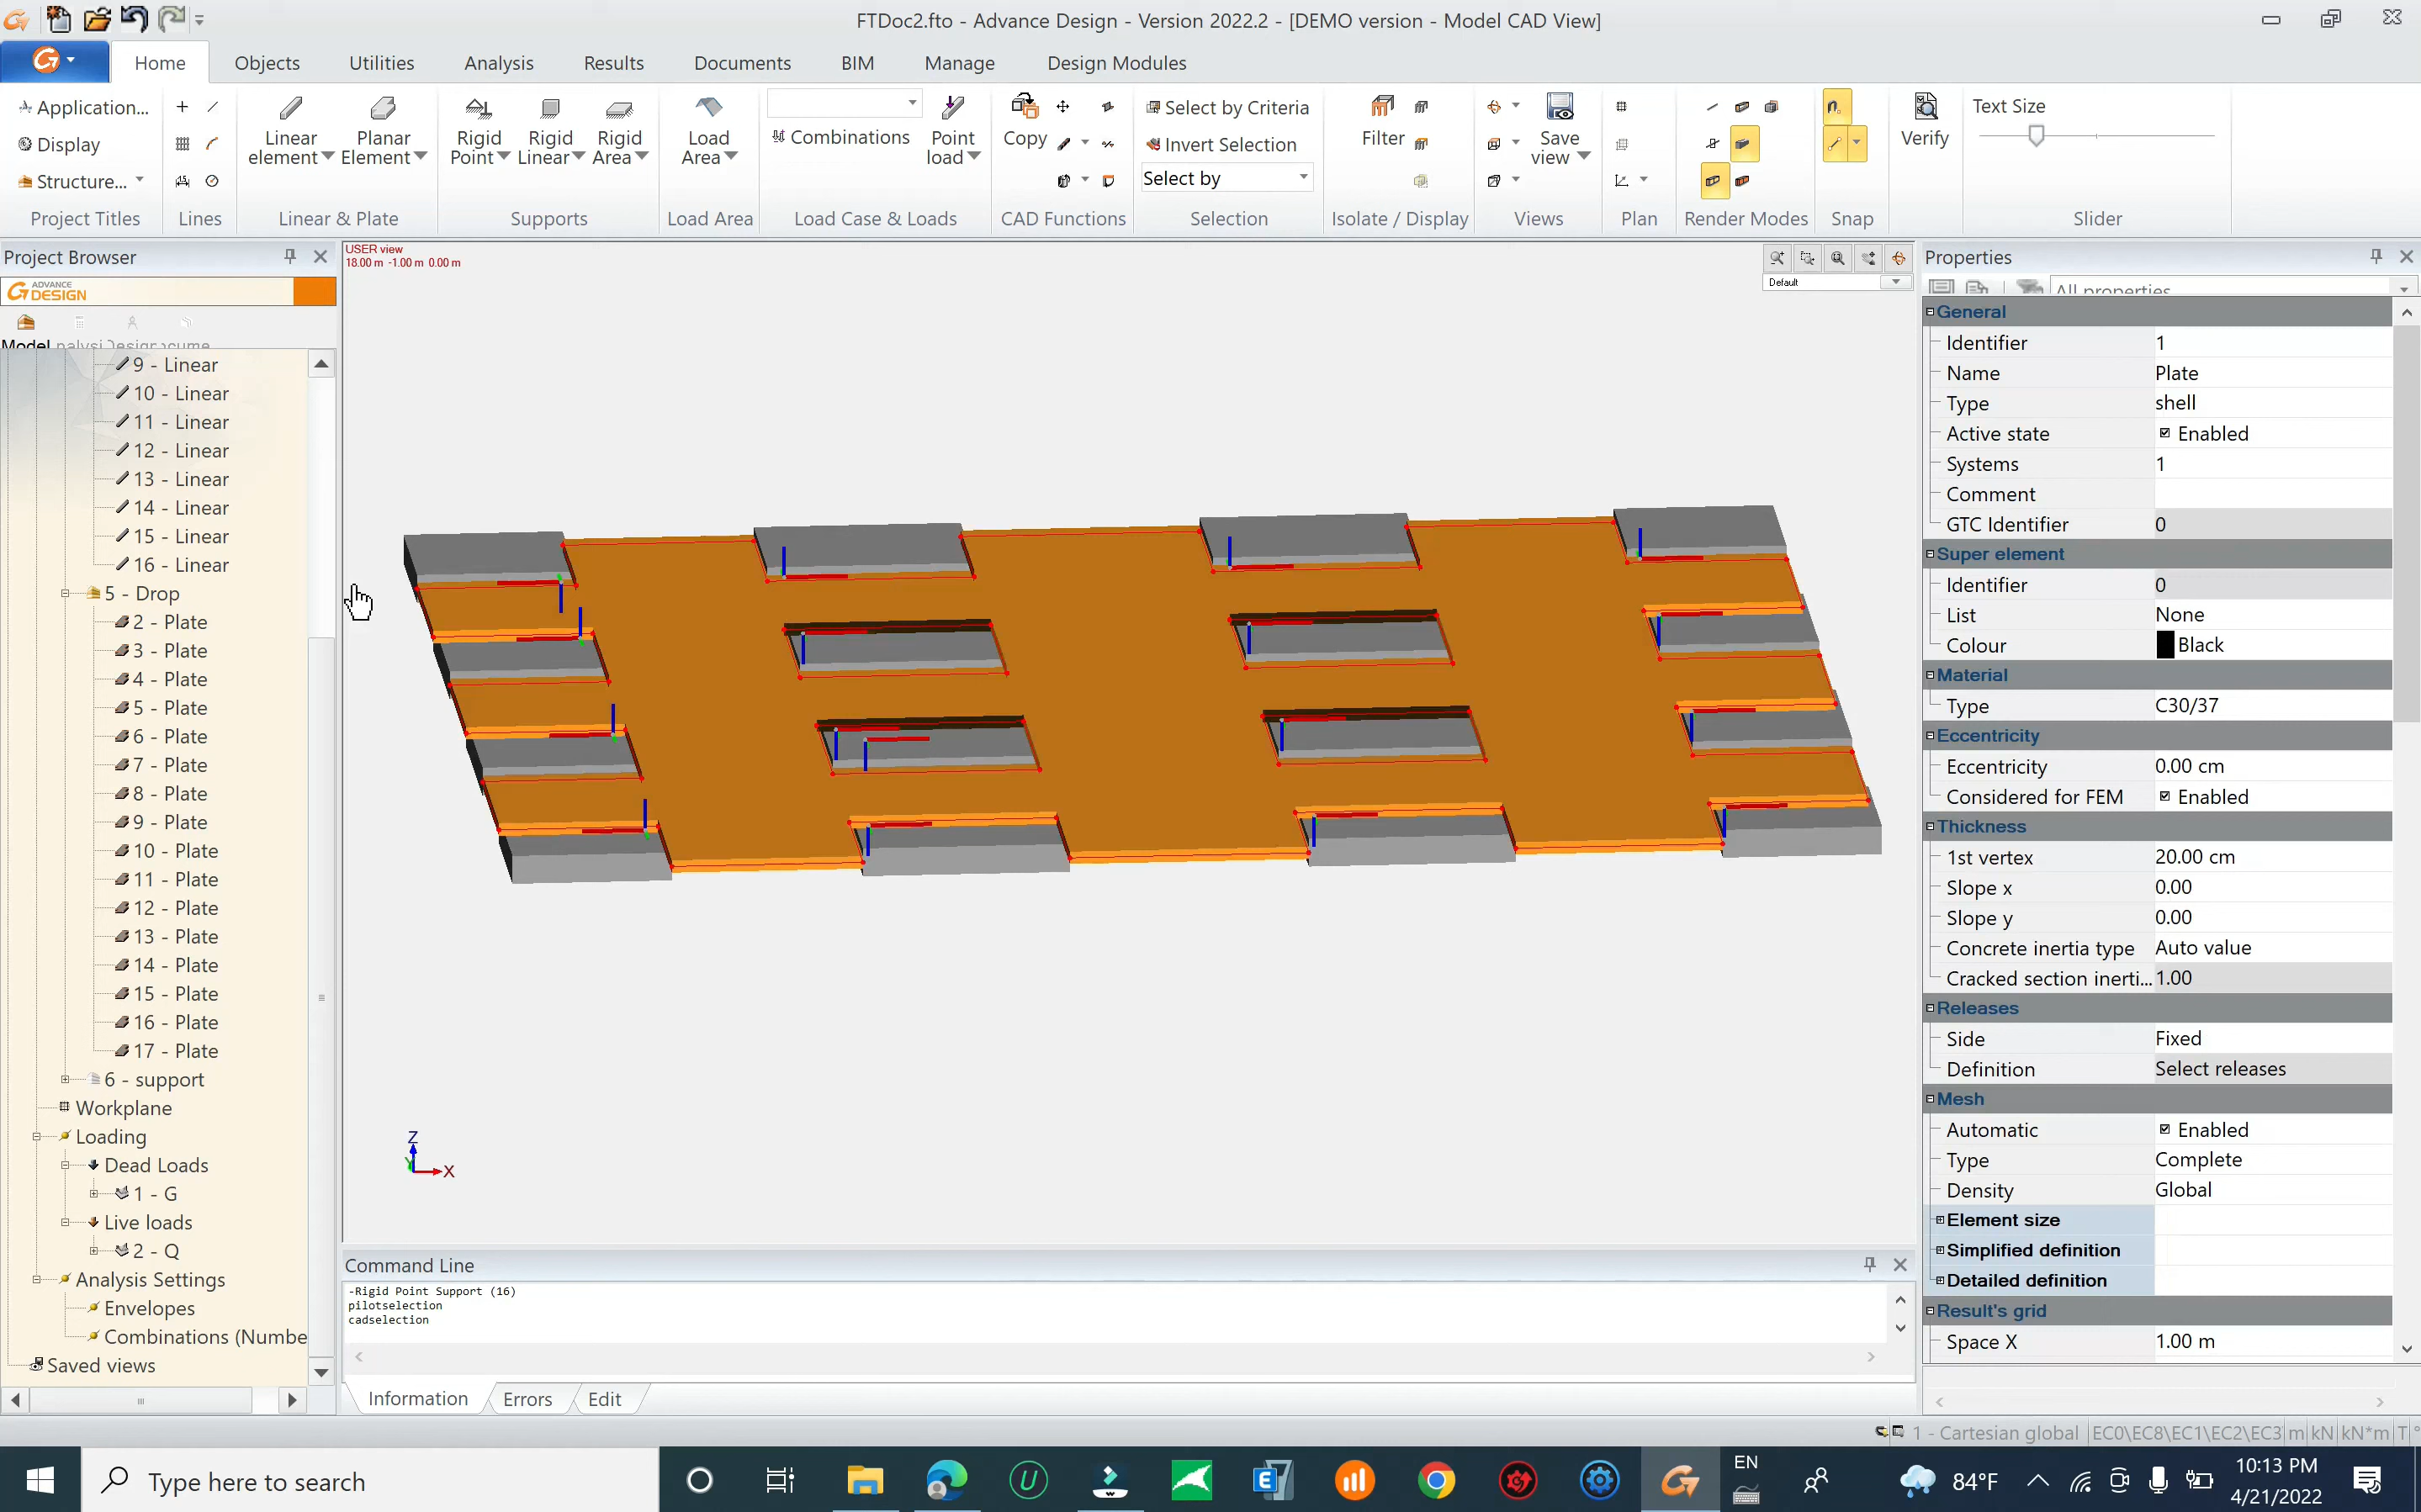 FTDoc2.fto - Advance Design - Version 2022.2 - [DEMO version - Model CAD View]
Home
Objects
Utilities
Analysis
Results
Documents
BIM
Manage
Design Modules
Application...
Display
Structure...
Project Titles
Lines
Linear element
Planar Element
Linear & Plate
Rigid Point
Rigid Linear
Rigid Area
Supports
Load Area
Load Area
Combinations
Point load
Load Case & Loads
Copy
CAD Functions
Select by Criteria
Invert Selection
Select by
Selection
Filter
Isolate / Display
Save view
Views
Plan
Render Modes
Snap
Verify
Text Size
Slider
Project Browser
ADVANCE
DESIGN
Model
9 - Linear
10 - Linear
11 - Linear
12 - Linear
13 - Linear
14 - Linear
15 - Linear
16 - Linear
5 - Drop
2 - Plate
3 - Plate
4 - Plate
5 - Plate
6 - Plate
7 - Plate
8 - Plate
9 - Plate
10 - Plate
11 - Plate
12 - Plate
13 - Plate
14 - Plate
15 - Plate
16 - Plate
17 - Plate
6 - support
Workplane
Loading
Dead Loads
1 - G
Live loads
2 - Q
Analysis Settings
Envelopes
Combinations (Numbe
Saved views
USER view
18.00 m -1.00 m 0.00 m
Default
Z
Y
X
Command Line
-Rigid Point Support (16)
pilotselection
cadselection
Information
Errors
Edit
Properties
All properties
General
Identifier 1
Name Plate
Type shell
Active state Enabled
Systems 1
Comment
GTC Identifier 0
Super element
Identifier 0
List None
Colour Black
Material
Type C30/37
Eccentricity
Eccentricity 0.00 cm
Considered for FEM Enabled
Thickness
1st vertex 20.00 cm
Slope x 0.00
Slope y 0.00
Concrete inertia type Auto value
Cracked section inerti... 1.00
Releases
Side Fixed
Definition Select releases
Mesh
Automatic Enabled
Type Complete
Density Global
Element size
Simplified definition
Detailed definition
Result's grid
Space X 1.00 m
1 - Cartesian global EC0\EC8\EC1\EC2\EC3 m kN kN*m T °
Type here to search
EN
84°F
10:13 PM
4/21/2022